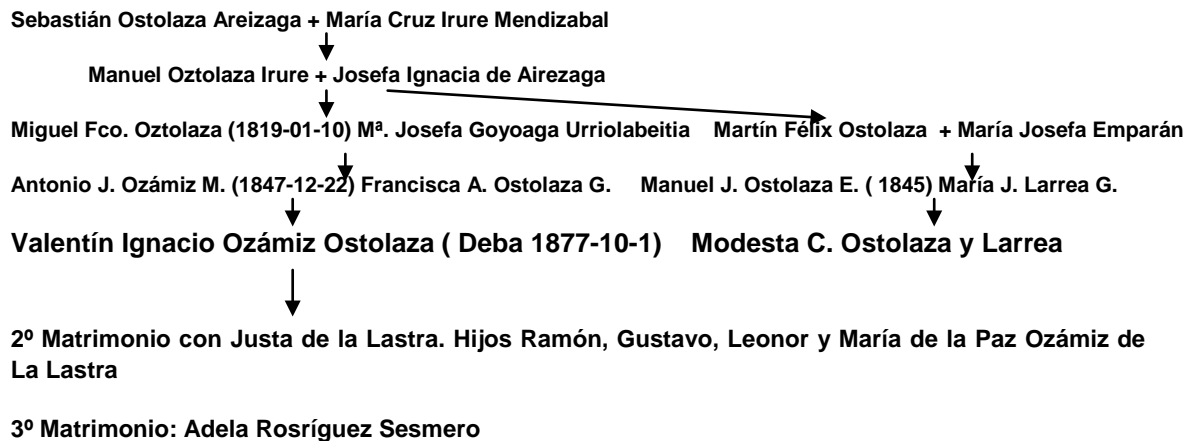 Sebastián Ostolaza Areizaga + María Cruz Irure Mendizabal
Manuel Oztolaza Irure + Josefa Ignacia de Airezaga
Miguel Fco. Oztolaza (1819-01-10) Mª. Josefa Goyoaga Urriolabeitia Martín Félix Ostolaza + María Josefa Emparán
Antonio J. Ozámiz M. (1847-12-22) Francisca A. Ostolaza G. Manuel J. Ostolaza E. ( 1845) María J. Larrea G.
Valentín Ignacio Ozámiz Ostolaza ( Deba 1877-10-1) Modesta C. Ostolaza y Larrea
2º Matrimonio con Justa de la Lastra. Hijos Ramón, Gustavo, Leonor y María de la Paz Ozámiz de
La Lastra
3º Matrimonio: Adela Rosríguez Sesmero